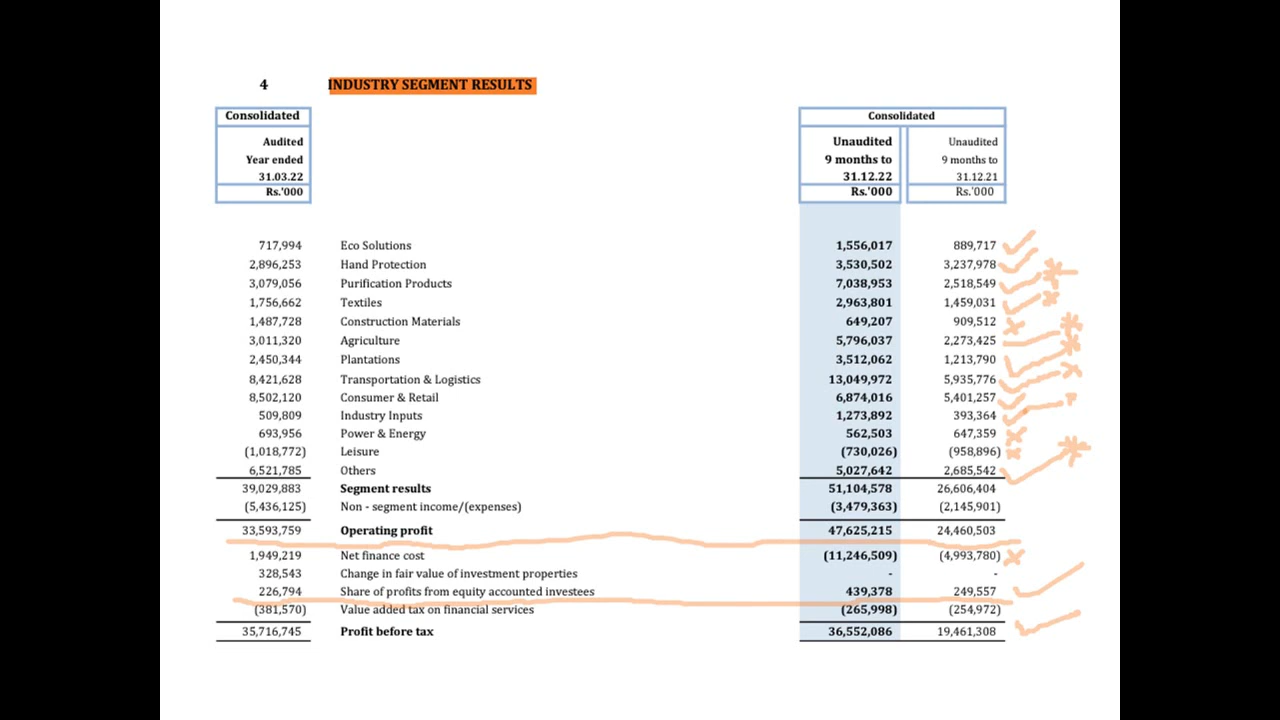 4 INDUSTRY SEGMENT RESULTS
Consolidated Consolidated
Audited Unaudited Unaudited
Year ended 9 months to 9 months to
31.03.22 31.12.22 31.12.21
Rs.'000 Rs.'000 Rs.'000
717,994 Eco Solutions 1,556,017 889,717
2,896,253 Hand Protection 3,530,502 3,237,978
3,079,056 Purification Products 7,038,953 2,518,549
1,756,662 Textiles 2,963,801 1,459,031
1,487,728 Construction Materials 649,207 909,512
3,011,320 Agriculture 5,796,037 2,273,425
2,450,344 Plantations 3,512,062 1,213,790
8,421,628 Transportation & Logistics 13,049,972 5,935,776
8,502,120 Consumer & Retail 6,874,016 5,401,257
509,809 Industry Inputs 1,273,892 393,364
693,956 Power & Energy 562,503 647,359
(1,018,772) Leisure (730,026) (958,896)
6,521,785 Others 5,027,642 2,685,542
39,029,883 Segment results 51,104,578 26,606,404
(5,436,125) Non - segment income/(expenses) (3,479,363) (2,145,901)
33,593,759 Operating profit 47,625,215 24,460,503
1,949,219 Net finance cost (11,246,509) (4,993,780)
328,543 Change in fair value of investment properties - -
226,794 Share of profits from equity accounted investees 439,378 249,557
(381,570) Value added tax on financial services (265,998) (254,972)
35,716,745 Profit before tax 36,552,086 19,461,308